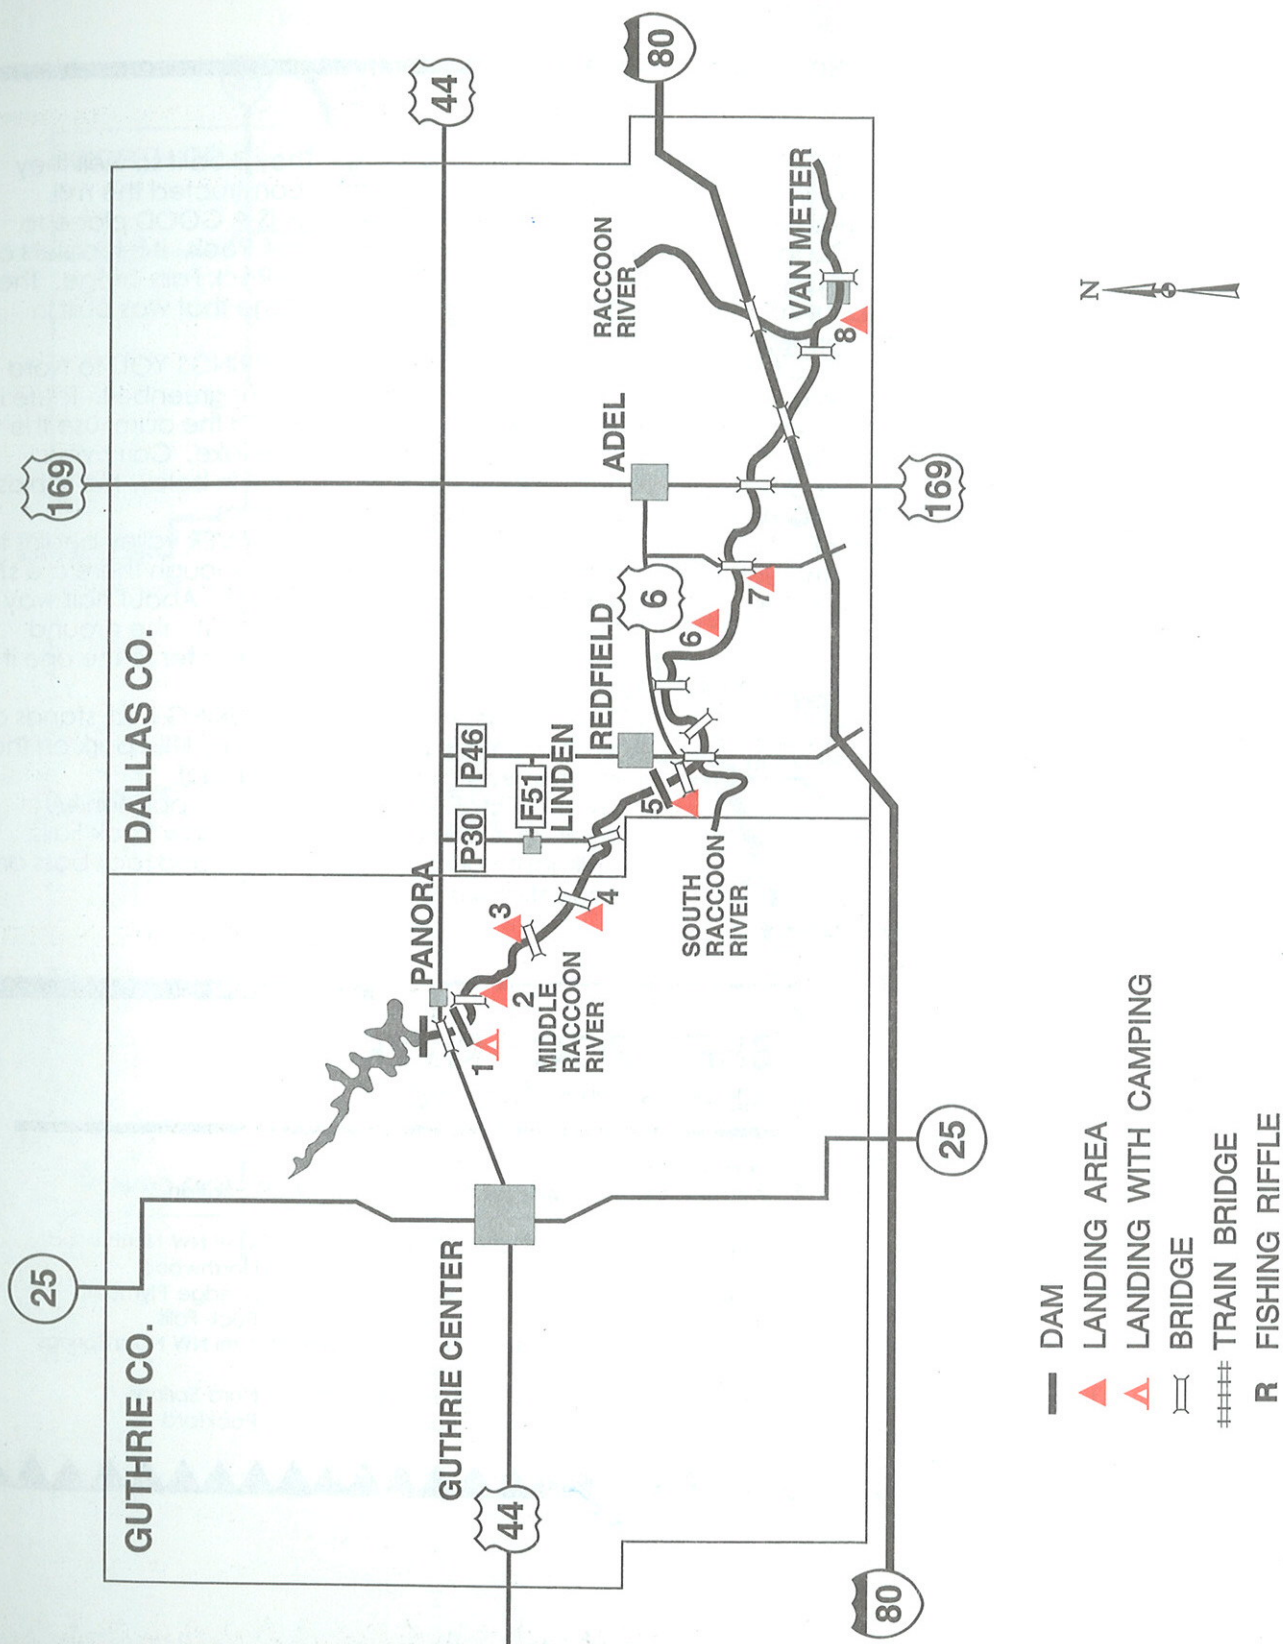 GUTHRIE CO.
DALLAS CO.
25
169
44
PANORA
P30
P46
F51
LINDEN
GUTHRIE CENTER
44
1
2
3
4
MIDDLE
RACCOON
RIVER
REDFIELD
6
ADEL
RACCOON
RIVER
80
5
6
7
SOUTH
RACCOON
RIVER
VAN METER
8
80
25
169
N
DAM
LANDING AREA
LANDING WITH CAMPING
BRIDGE
TRAIN BRIDGE
R FISHING RIFFLE